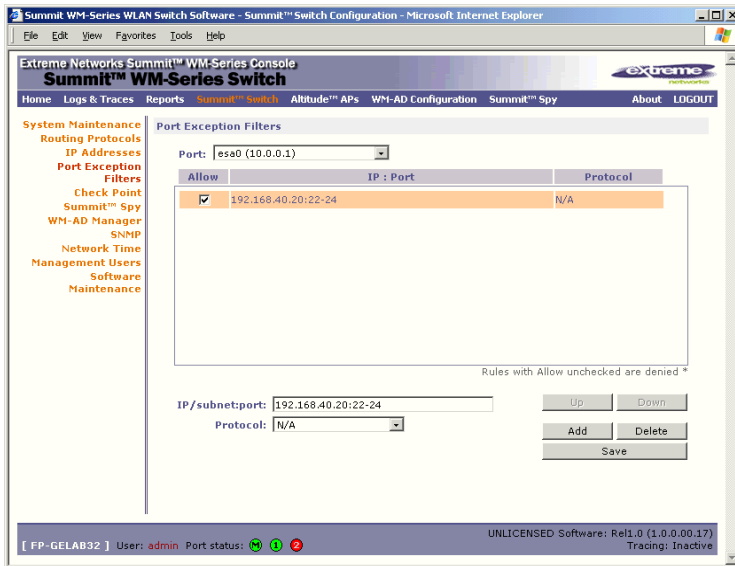 Summit WM-Series WLAN Switch Software - Summit™ Switch Configuration - Microsoft Internet Explorer
File Edit View Favorites Tools Help
Extreme Networks Summit™ WM-Series Console
Summit™ WM-Series Switch
extreme
networks
Home Logs & Traces Reports Summit™ Switch Altitude™ APs WM-AD Configuration Summit™ Spy About LOGOUT
System Maintenance
Routing Protocols
IP Addresses
Port Exception
Filters
Check Point
Summit™ Spy
WM-AD Manager
SNMP
Network Time
Management Users
Software
Maintenance
Port Exception Filters
Port: esa0 (10.0.0.1)
Allow IP : Port Protocol
192.168.40.20:22-24 N/A
Rules with Allow unchecked are denied *
IP/subnet:port: 192.168.40.20:22-24
Up Down
Protocol: N/A
Add Delete
Save
[ FP-GELAB32 ] User: admin Port status: M 1 2
UNLICENSED Software: Rel1.0 (1.0.0.00.17)
Tracing: Inactive